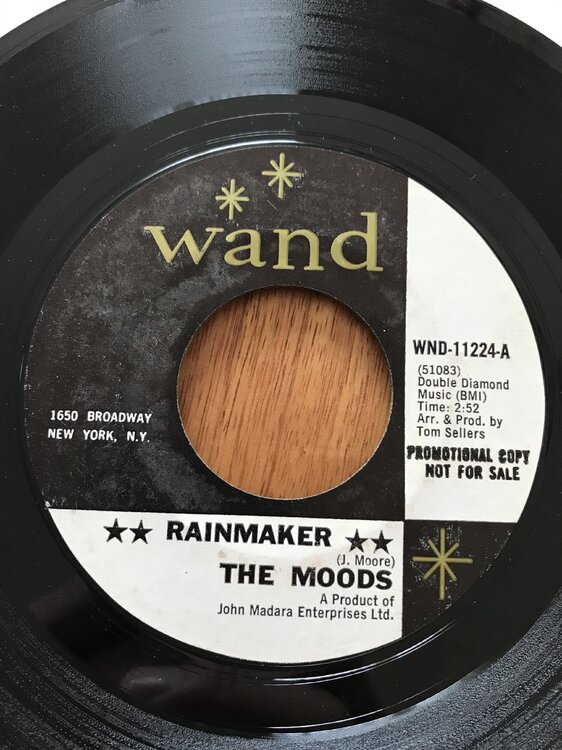 wand
WND-11224-A
(51083)
Double Diamond
Music (BMI)
Time: 2:52
Arr. & Prod. by
Tom Sellers
PROMOTIONAL COPY
NOT FOR SALE
1650 BROADWAY
NEW YORK, N.Y.
★★ RAINMAKER ★★
(J. Moore)
THE MOODS
A Product of
John Madara Enterprises Ltd.